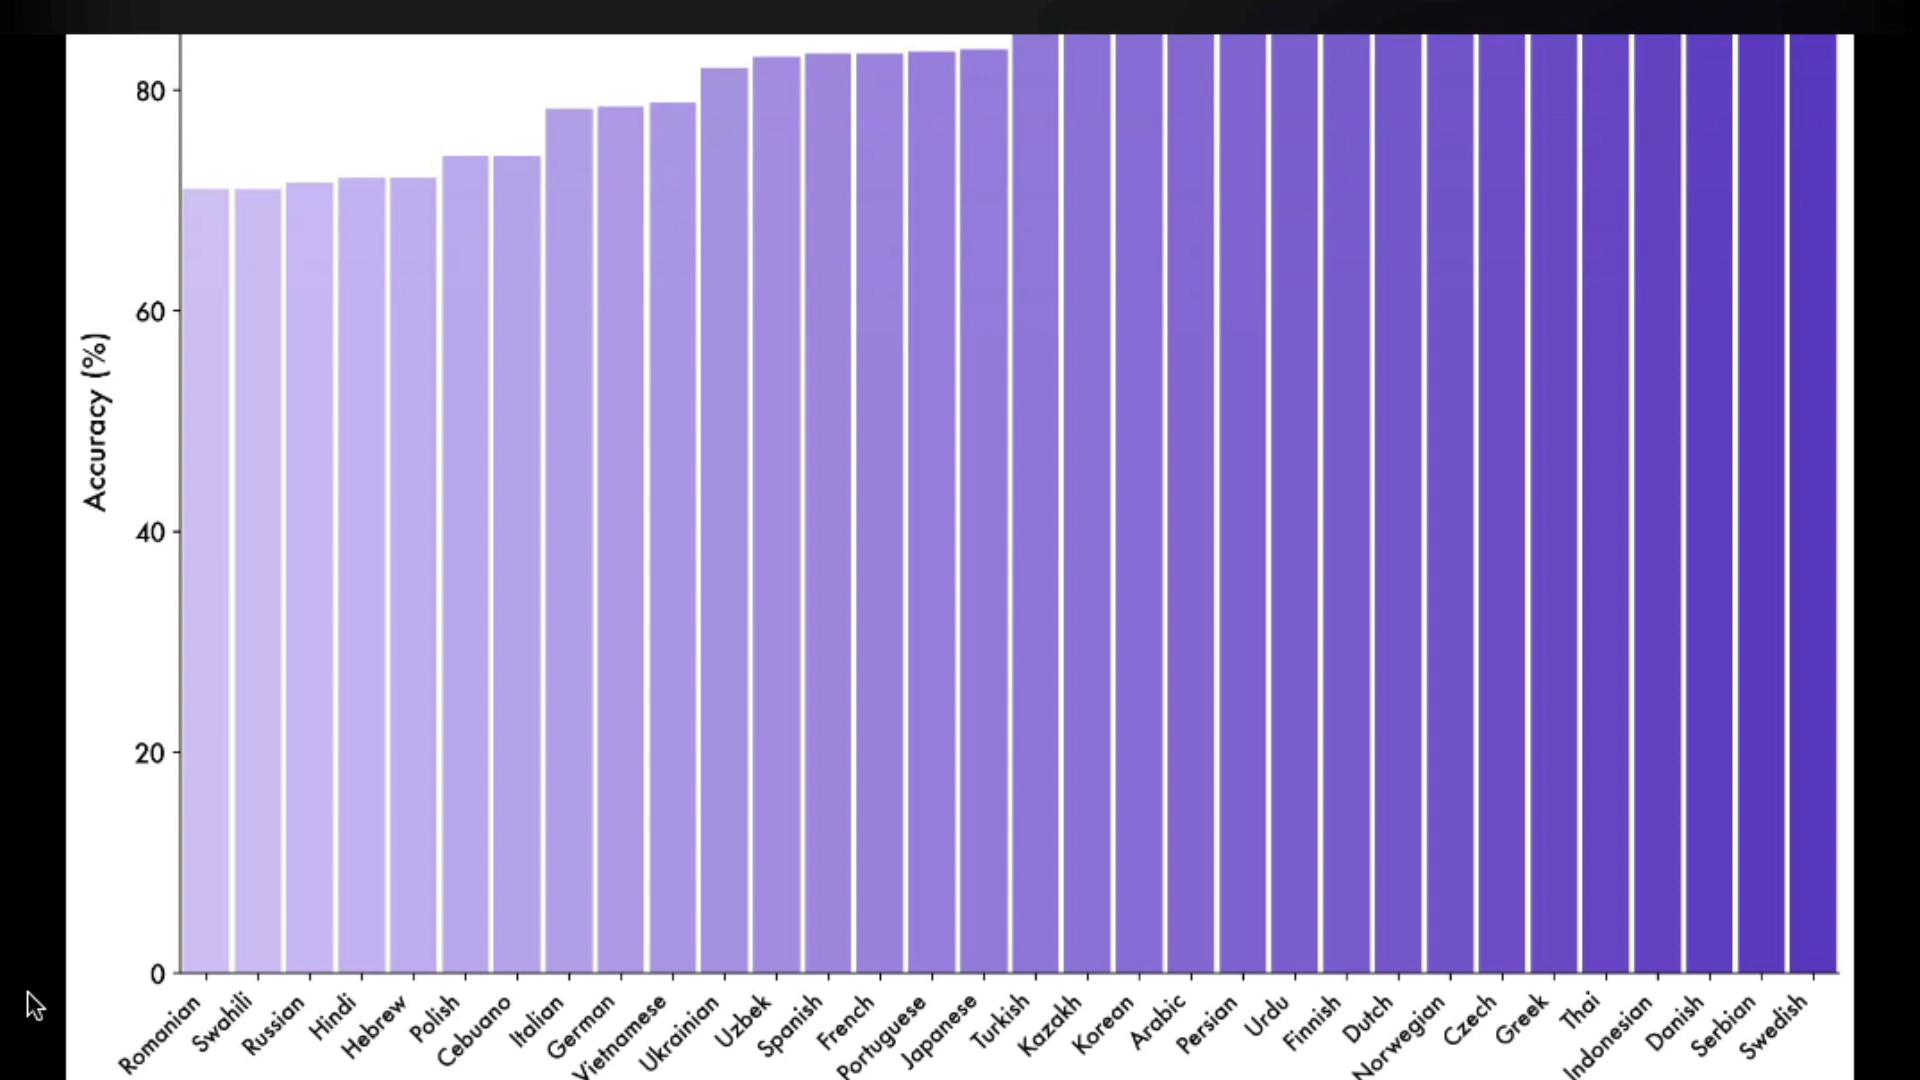 80
60
40
20
0
Accuracy (%)
Romanian
Swahili
Russian
Hindi
Hebrew
Polish
Cebuano
Italian
German
Vietnamese
Ukrainian
Uzbek
Spanish
French
Portuguese
Japanese
Turkish
Kazakh
Korean
Arabic
Persian
Urdu
Finnish
Dutch
Norwegian
Czech
Greek
Thai
Indonesian
Danish
Serbian
Swedish